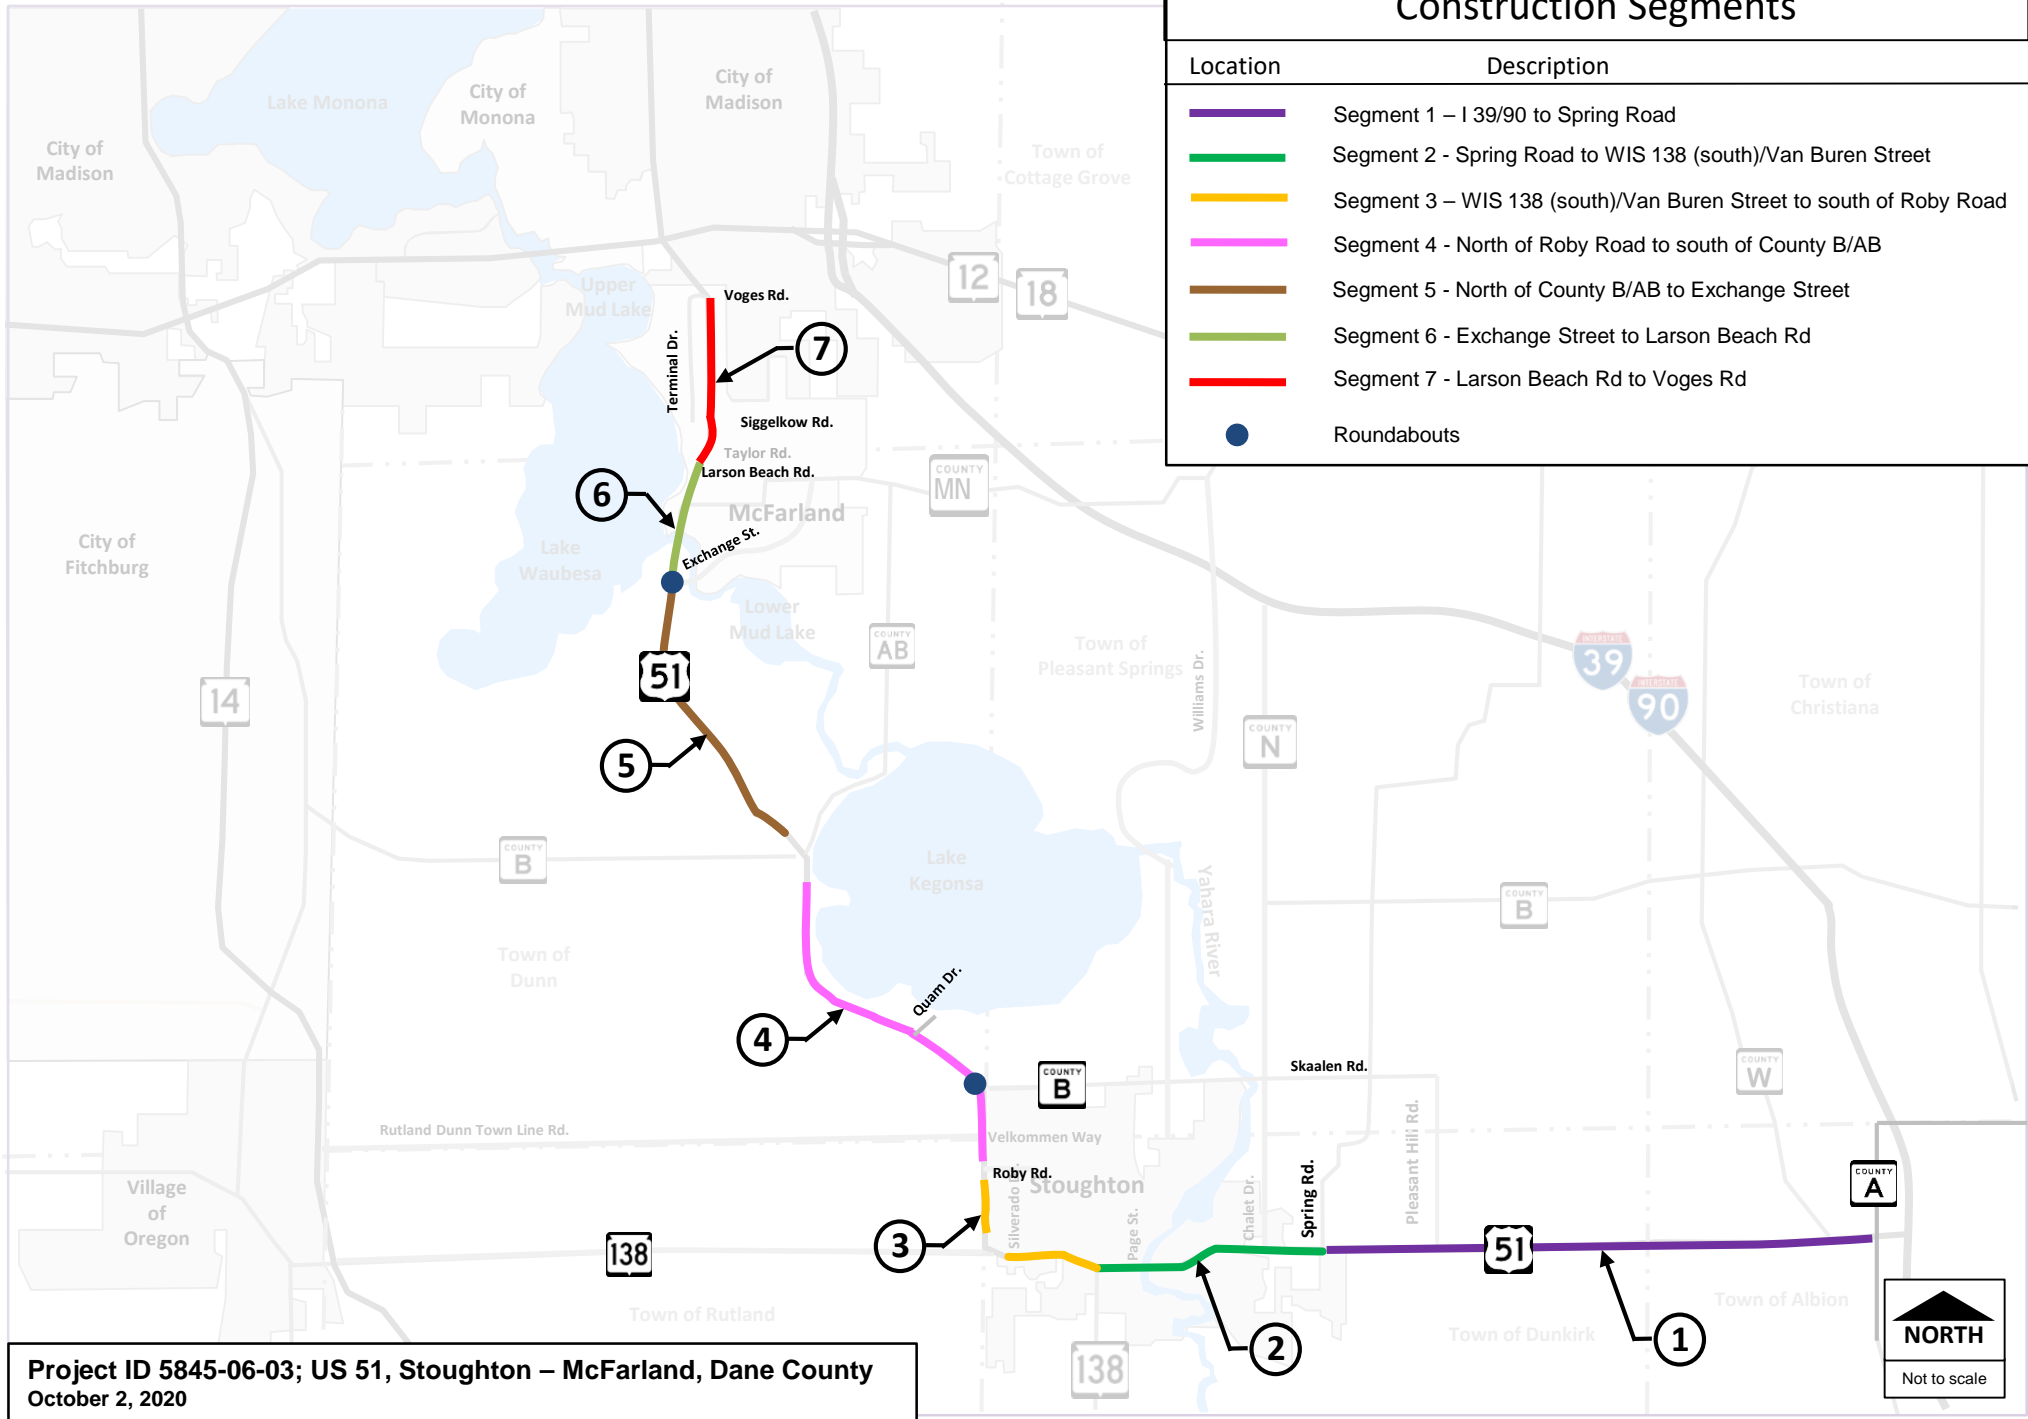 Construction Segments
Location Description
Segment 1 – I 39/90 to Spring Road
Segment 2 - Spring Road to WIS 138 (south)/Van Buren Street
Segment 3 – WIS 138 (south)/Van Buren Street to south of Roby Road
Segment 4 - North of Roby Road to south of County B/AB
Segment 5 - North of County B/AB to Exchange Street
Segment 6 - Exchange Street to Larson Beach Rd
Segment 7 - Larson Beach Rd to Voges Rd
Roundabouts
Lake Monona
City of
Monona
City of
Madison
City of
Madison
Town of
Cottage Grove
12
18
Upper
Mud Lake
Voges Rd.
Terminal Dr.
7
Siggelkow Rd.
Taylor Rd.
Larson Beach Rd.
COUNTY
MN
6
McFarland
Exchange St.
City of
Fitchburg
Lake
Waubesa
Lower
Mud Lake
COUNTY
AB
Town of
Pleasant Springs
Williams Dr.
INTERSTATE
39
INTERSTATE
90
Town of
Christiana
14
51
COUNTY
N
5
COUNTY
B
Lake
Kegonsa
Yahara River
COUNTY
B
Town of
Dunn
Quam Dr.
4
COUNTY
B
Skaalen Rd.
COUNTY
W
Rutland Dunn Town Line Rd.
Velkommen Way
Pleasant Hill Rd.
Roby Rd.
Stoughton
Silverado D
Page St.
Chalet Dr.
Spring Rd.
COUNTY
A
Village
of
Oregon
138
3
51
Town of Rutland
2
Town of Dunkirk
1
Town of Albion
138
NORTH
Not to scale
Project ID 5845-06-03; US 51, Stoughton – McFarland, Dane County
October 2, 2020